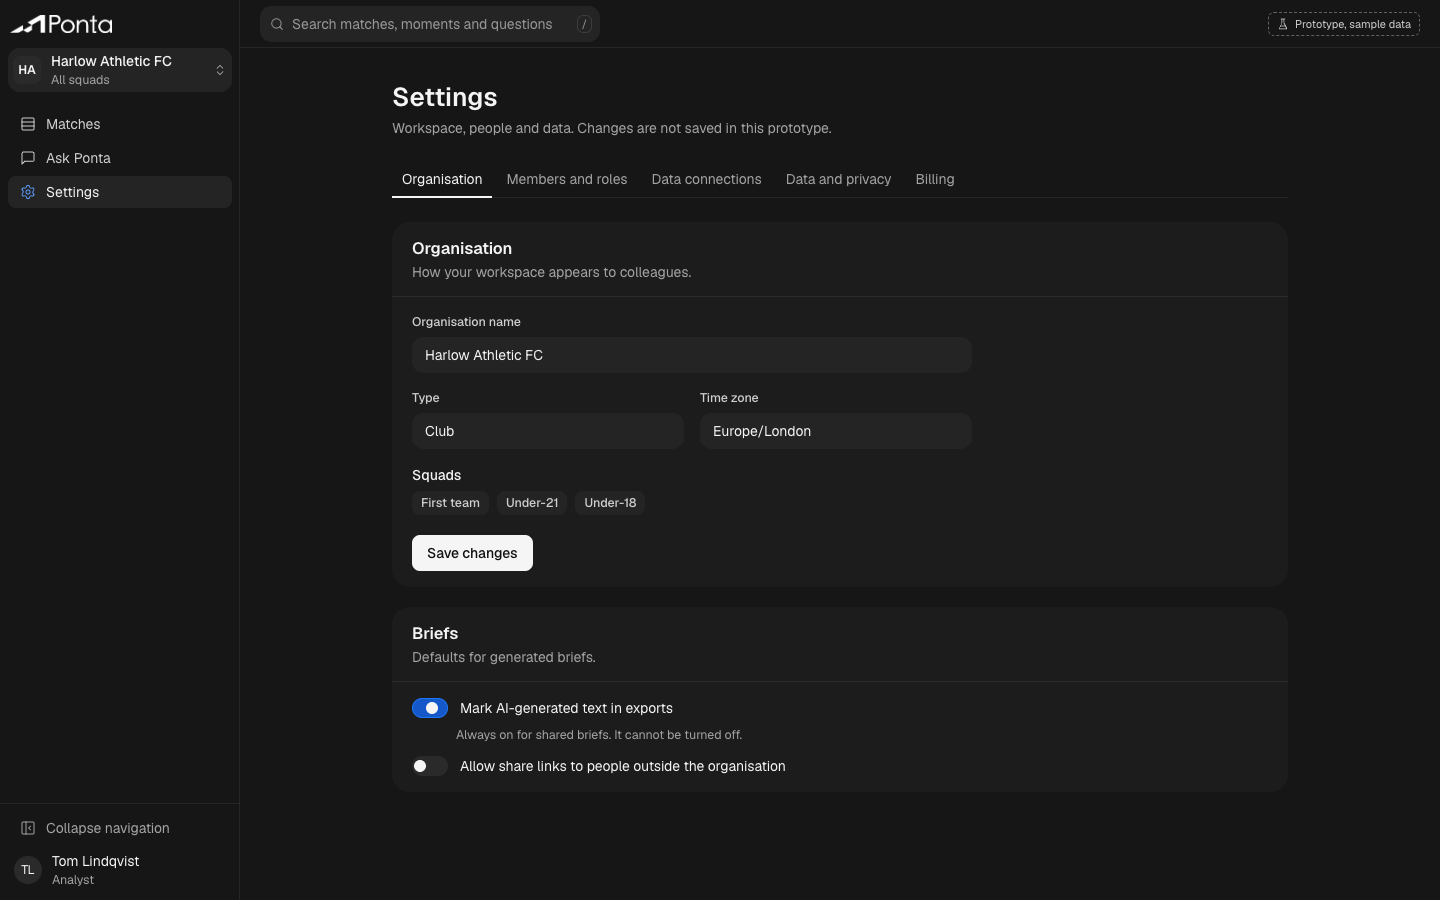 Ponta
Search matches, moments and questions
/
Prototype, sample data
HA
Harlow Athletic FC
All squads
Matches
Ask Ponta
Settings
Settings
Workspace, people and data. Changes are not saved in this prototype.
Organisation
Members and roles
Data connections
Data and privacy
Billing
Organisation
How your workspace appears to colleagues.
Organisation name
Harlow Athletic FC
Type
Time zone
Club
Europe/London
Squads
First team
Under-21
Under-18
Save changes
Briefs
Defaults for generated briefs.
Mark AI-generated text in exports
Always on for shared briefs. It cannot be turned off.
Allow share links to people outside the organisation
Collapse navigation
TL
Tom Lindqvist
Analyst